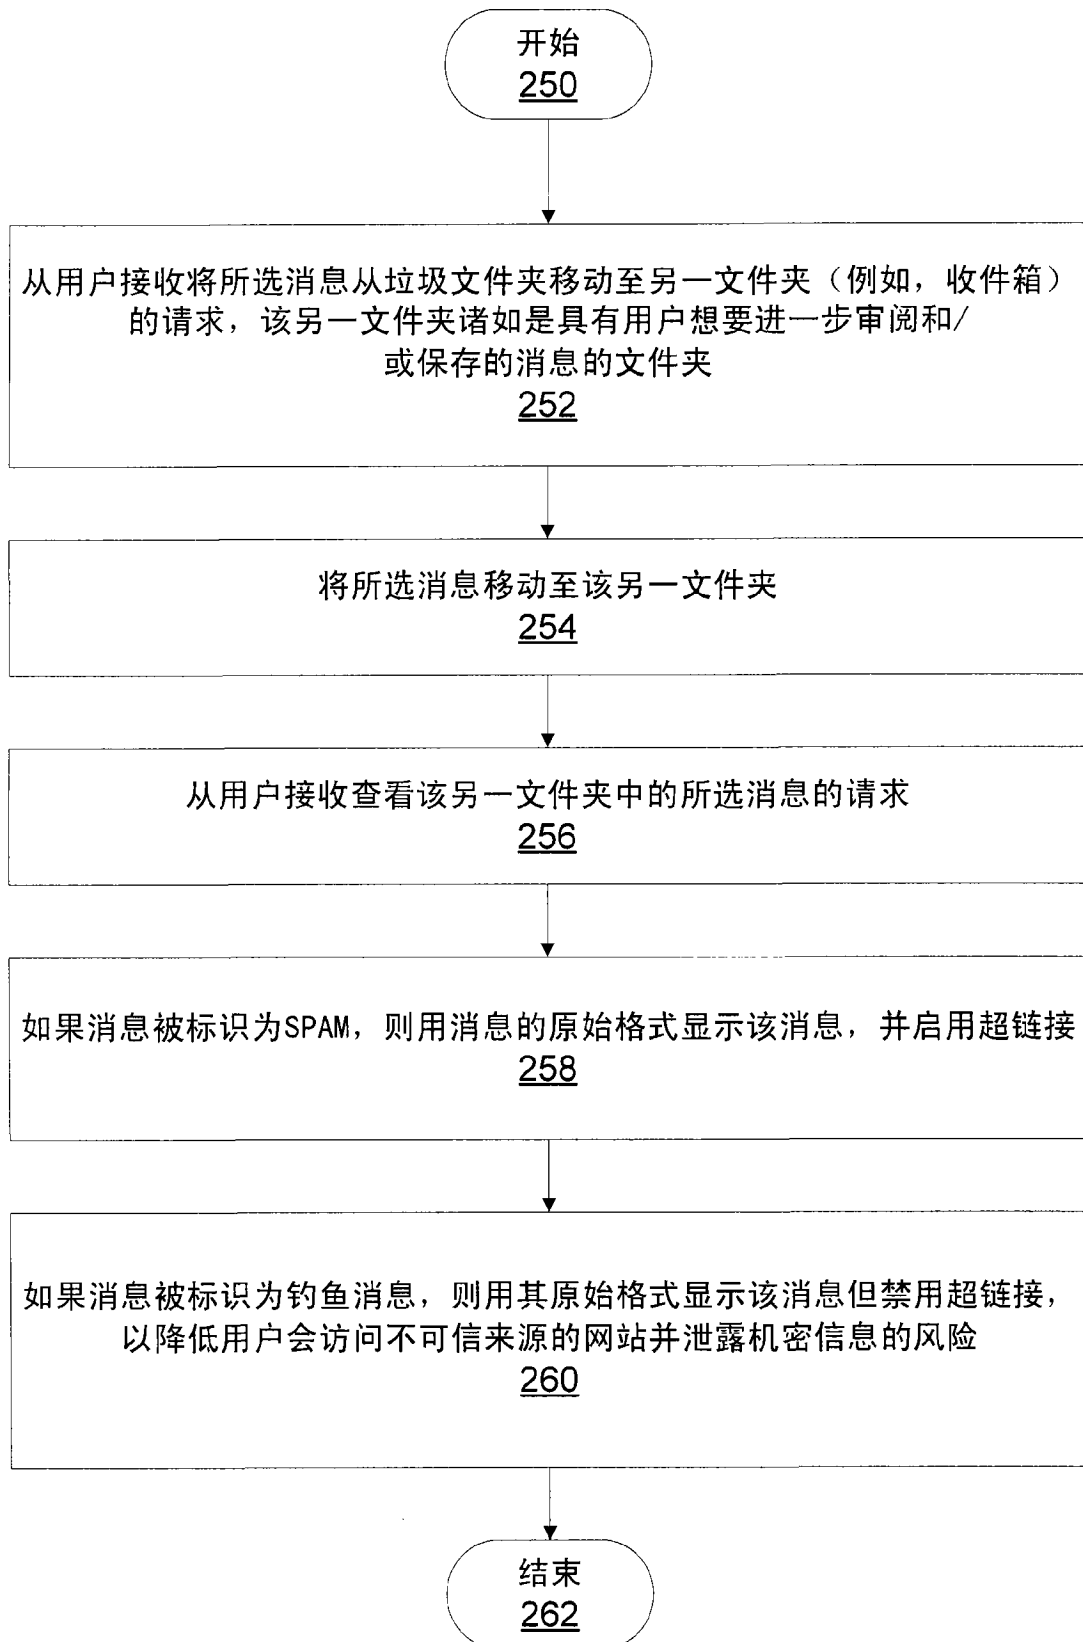 开始
250
从用户接收将所选消息从垃圾文件夹移动至另一文件夹（例如，收件箱）
的请求，该另一文件夹诸如是具有用户想要进一步审阅和/
或保存的消息的文件夹
252
将所选消息移动至该另一文件夹
254
从用户接收查看该另一文件夹中的所选消息的请求
256
如果消息被标识为SPAM，则用消息的原始格式显示该消息，并启用超链接
258
如果消息被标识为钓鱼消息，则用其原始格式显示该消息但禁用超链接，
以降低用户会访问不可信来源的网站并泄露机密信息的风险
260
结束
262